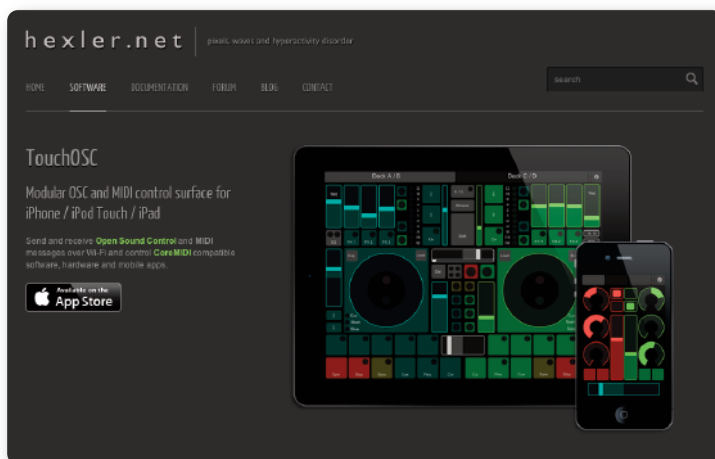 hexler.net
pixels, waves and hyperactivity disorder
search
HOME SOFTWARE DOCUMENTATION FORUM BLOG CONTACT
TouchOSC
Modular OSC and MIDI control surface for
iPhone / iPod Touch / iPad
Send and receive Open Sound Control and MIDI
messages over Wi-Fi and control CoreMIDI compatible
software, hardware and mobile apps.
Available on the
App Store
Deck A / B
Deck C / D